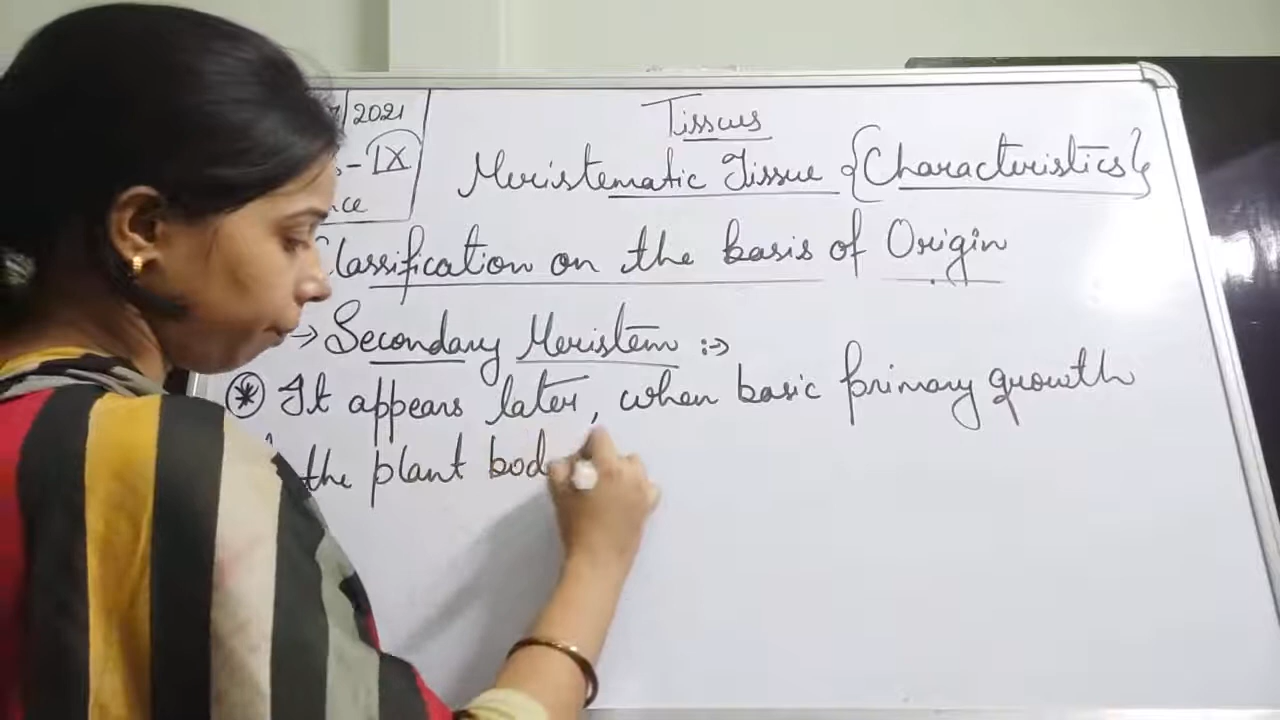 /2021
- IX
Tissues
Meristematic Tissue {Characteristics}
Classification on the basis of Origin
→ Secondary Meristem :→
* It appears later, when basic primary growth
the plant bod